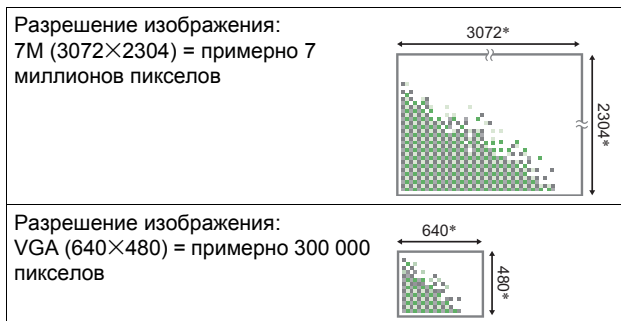 Разрешение изображения:
7M (3072×2304) = примерно 7
миллионов пикселов
3072*
2304*
Разрешение изображения:
VGA (640×480) = примерно 300 000
пикселов
640*
480*